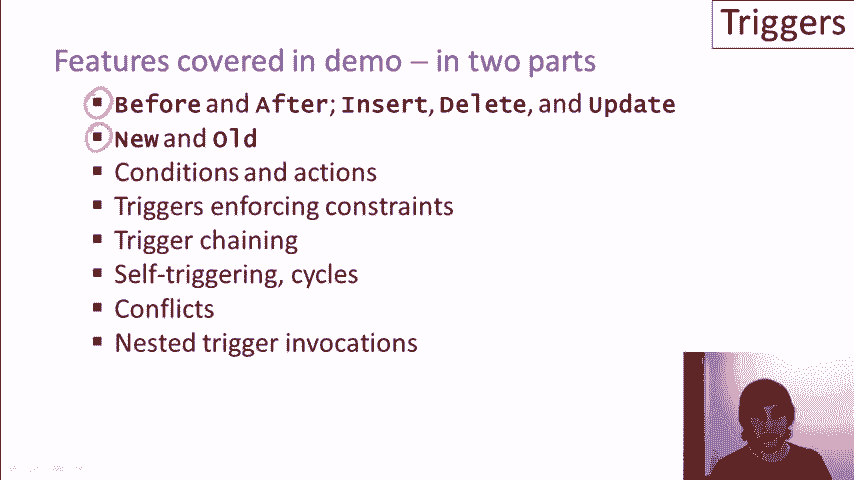 Triggers
Features covered in demo – in two parts
▪ Before and After; Insert, Delete, and Update
▪ New and Old
▪ Conditions and actions
▪ Triggers enforcing constraints
▪ Trigger chaining
▪ Self-triggering, cycles
▪ Conflicts
▪ Nested trigger invocations